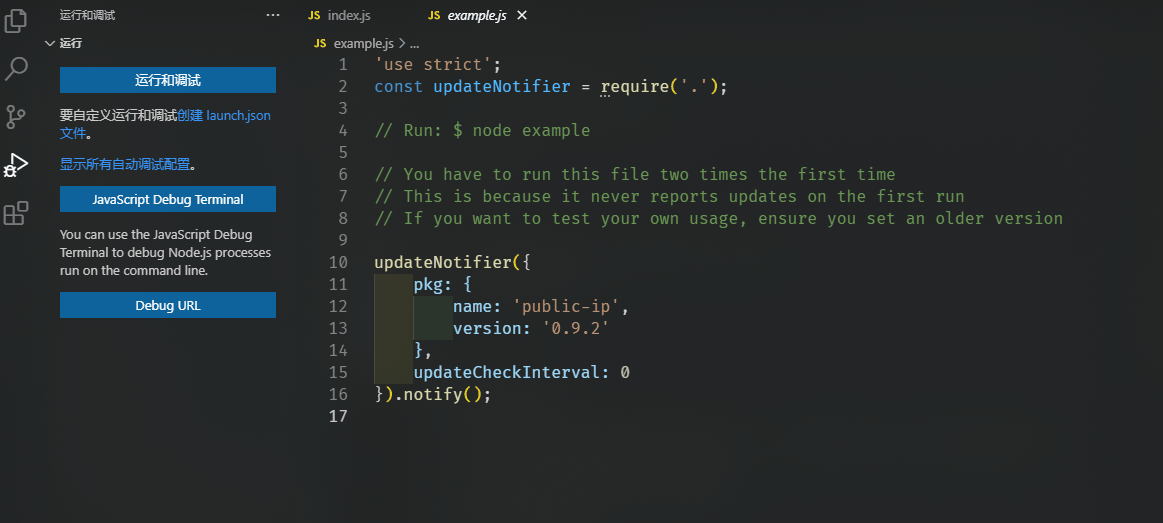 运行和调试 ···
运行
运行和调试
要自定义运行和调试创建 launch.json
文件。
显示所有自动调试配置。
JavaScript Debug Terminal
You can use the JavaScript Debug
Terminal to debug Node.js processes
run on the command line.
Debug URL
JS index.js
JS example.js ×
JS example.js > ...
1 'use strict';
2 const updateNotifier = require('.');
3
4 // Run: $ node example
5
6 // You have to run this file two times the first time
7 // This is because it never reports updates on the first run
8 // If you want to test your own usage, ensure you set an older version
9
10 updateNotifier({
11 pkg: {
12 name: 'public-ip',
13 version: '0.9.2'
14 },
15 updateCheckInterval: 0
16 }).notify();
17